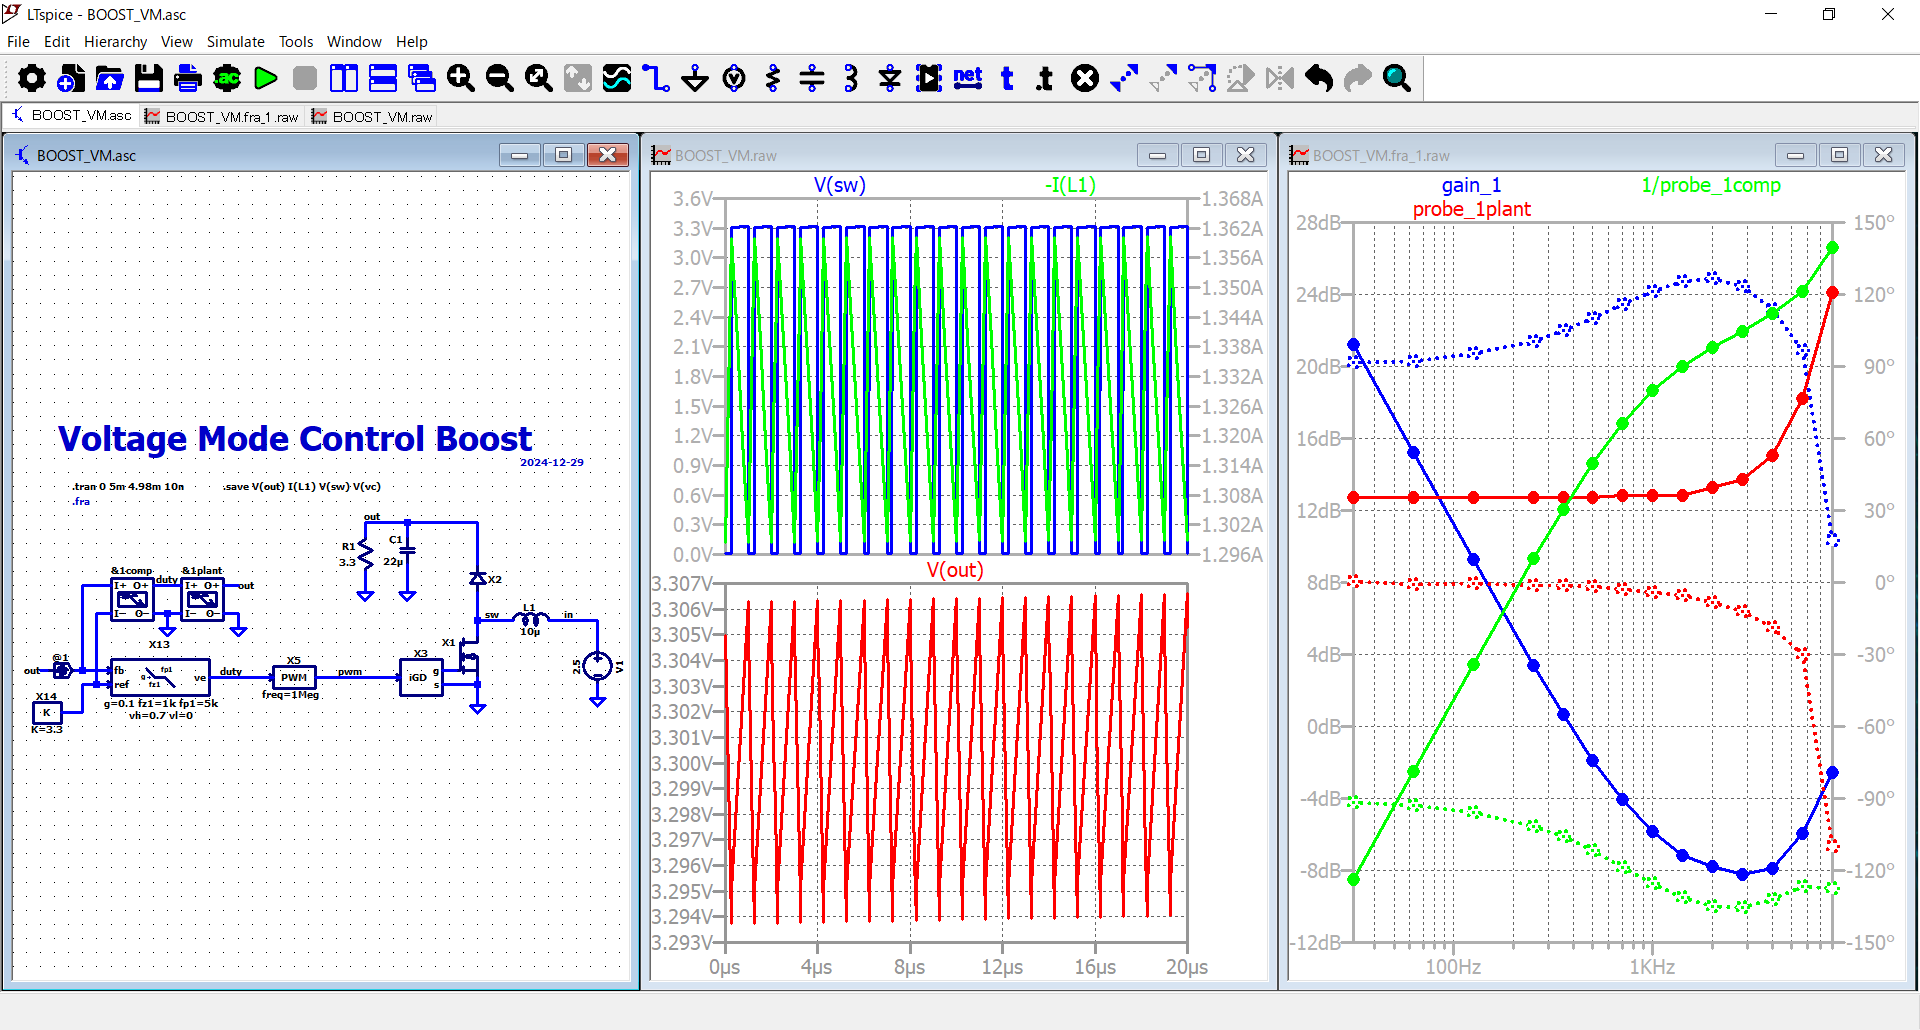 LTspice - BOOST_VM.asc
File Edit Hierarchy View Simulate Tools Window Help
.ac
net
t
.t
BOOST_VM.asc BOOST_VM.fra_1.raw BOOST_VM.raw
BOOST_VM.asc
Voltage Mode Control Boost
2024-12-29
.tran 0 5m 4.98m 10n .save V(out) I(L1) V(sw) V(vc)
.fra
out
R1
3.3
C1
22µ
X2
&1comp
duty
&1plant
out
I+ O+
I- O-
I+ O+
I- O-
sw
L1
10µ
in
X13
X1
@1
out
fb
ref
fp1
g
fz1
ve
duty
X5
PWM
freq=1Meg
pwm
X3
iGD
g
s
2.5
V1
X14
K
K=3.3
g=0.1 fz1=1k fp1=5k
vh=0.7 vl=0
BOOST_VM.raw
V(sw) -I(L1)
3.6V 1.368A
3.3V 1.362A
3.0V 1.356A
2.7V 1.350A
2.4V 1.344A
2.1V 1.338A
1.8V 1.332A
1.5V 1.326A
1.2V 1.320A
0.9V 1.314A
0.6V 1.308A
0.3V 1.302A
0.0V 1.296A
V(out)
3.307V
3.306V
3.305V
3.304V
3.303V
3.302V
3.301V
3.300V
3.299V
3.298V
3.297V
3.296V
3.295V
3.294V
3.293V
0µs 4µs 8µs 12µs 16µs 20µs
BOOST_VM.fra_1.raw
gain_1 1/probe_1comp
probe_1plant
28dB 150°
24dB 120°
20dB 90°
16dB 60°
12dB 30°
8dB 0°
4dB -30°
0dB -60°
-4dB -90°
-8dB -120°
-12dB -150°
100Hz 1KHz